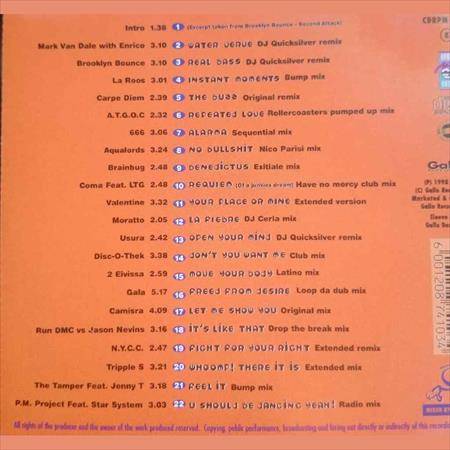 Intro 1.38 1 (Excerpt taken from Brooklyn Bounce - Second Attack)
Mark Van Dale with Enrico 3.10 2 WATER VERVE DJ Quicksilver remix
Brooklyn Bounce 3.10 3 REAL BASS DJ Quicksilver remix
La Roos 3.10 4 INSTANT MOMENTS Bump mix
Carpe Diem 2.39 5 THE BUZZ Original remix
A.T.G.O.C 3.32 6 REPEATED LOVE Rollercoasters pumped up mix
666 3.06 7 ALARMA Sequential mix
Aqualords 3.24 8 NO BULLSHIT Nico Parisi mix
Brainbug 2.48 9 BENEDICTUS Exitiale mix
Coma Feat. LTG 2.48 10 REQUIEM (Of a junkies dream) Have no mercy club mix
Valentine 3.32 11 YOUR PLACE OR MINE Extended version
Moratto 2.05 12 LA PIEDRE DJ Cerla mix
Usura 2.42 13 OPEN YOUR MIND DJ Quicksilver mix
Disc-O-Thek 3.38 14 DON'T YOU WANT ME Club mix
2 Eivissa 2.59 15 MOVE YOUR BODY Latino mix
Gala 5.17 16 FREED FROM DESIRE Loop da dub mix
Camisra 4.09 17 LET ME SHOW YOU Original mix
Run DMC vs Jason Nevins 3.16 18 IT'S LIKE THAT Drop the break mix
N.Y.C.C. 2.47 19 FIGHT FOR YOUR RIGHT Extended remix
Tripple S 3.21 20 WHOOMP! THERE IT IS Extended mix
The Tamper Feat. Jenny T 3.18 21 FEEL IT Bump mix
P.M. Project Feat. Star System 3.03 22 U SHOULD BE DANCING YEAH! Radio mix
All rights of the producer and the owner of the work produced reserved. Copying, public performance, broadcasting and hiring out directly or indirectly of this recording
CDRPM
(P) 1998
(C) Gallo
Marketed &
6001208741034